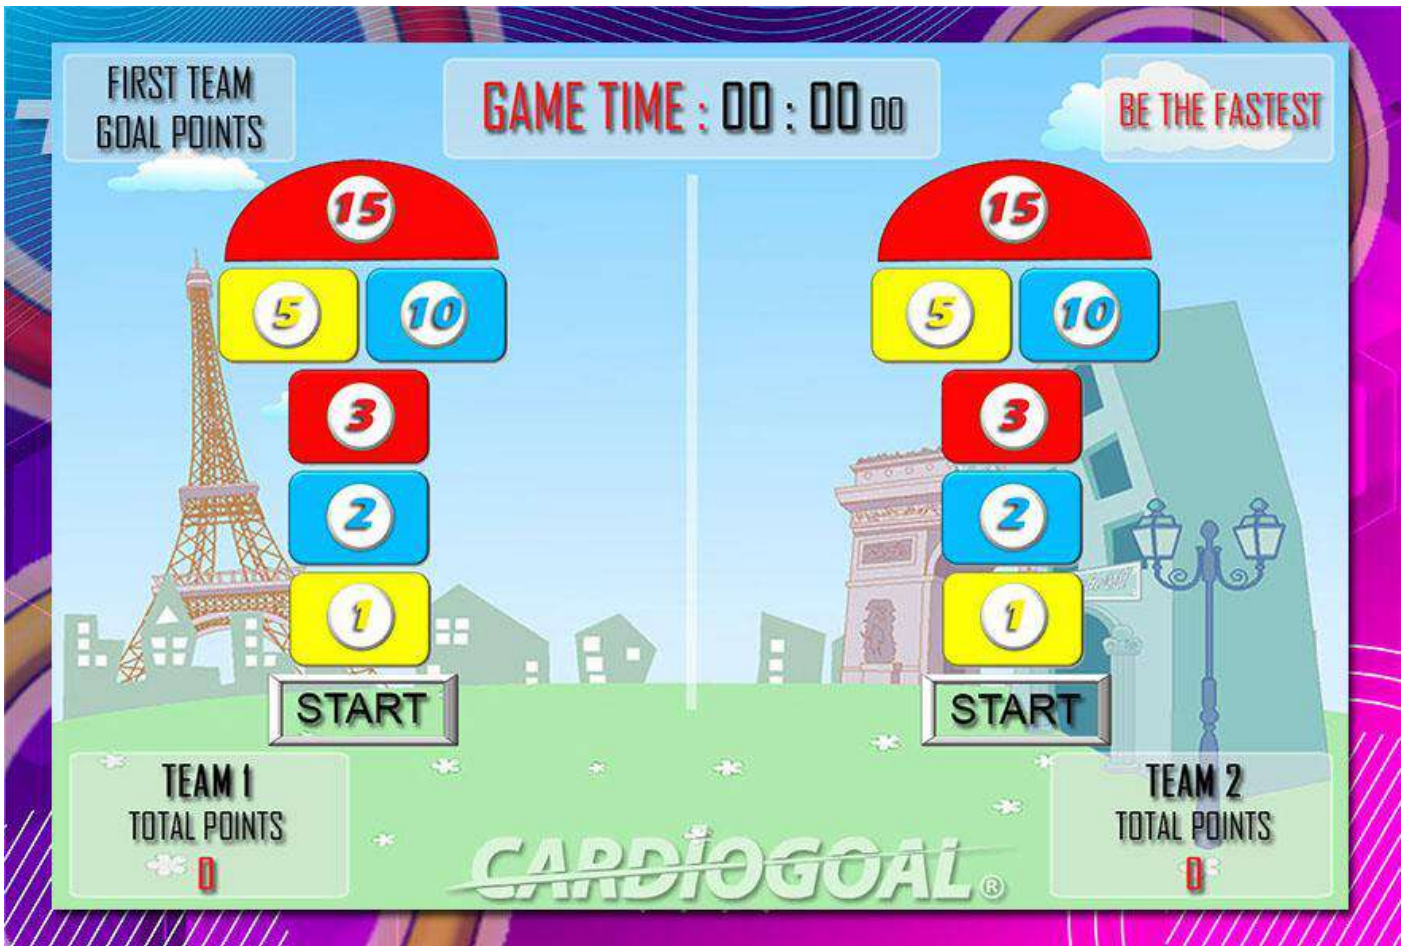 FIRST TEAM
GOAL POINTS
GAME TIME : 00 : 00 00
BE THE FASTEST
15
15
5
10
5
10
3
3
2
2
1
1
START
START
TEAM 1
TOTAL POINTS
0
TEAM 2
TOTAL POINTS
0
CARDIOGOAL®